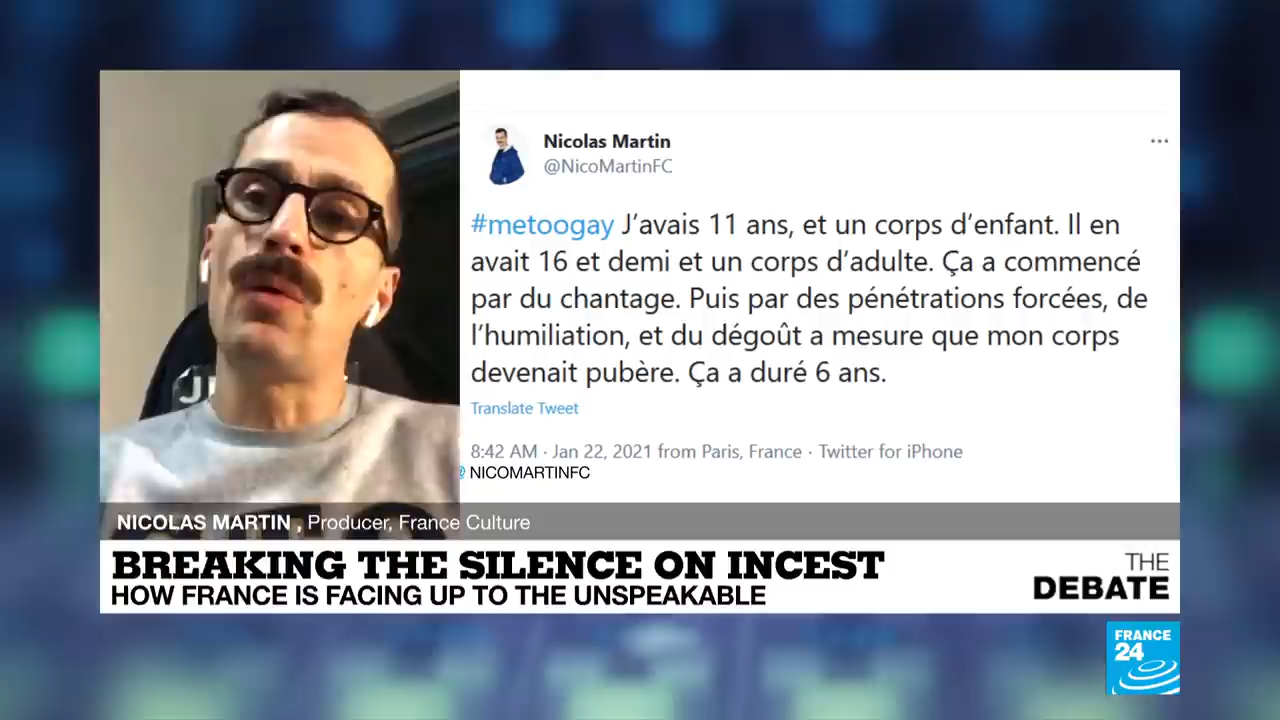 Nicolas Martin
@NicoMartinFC
#metoogay J’avais 11 ans, et un corps d’enfant. Il en
avait 16 et demi et un corps d’adulte. Ça a commencé
par du chantage. Puis par des pénétrations forcées, de
l’humiliation, et du dégoût a mesure que mon corps
devenait pubère. Ça a duré 6 ans.
Translate Tweet
8:42 AM · Jan 22, 2021 from Paris, France · Twitter for iPhone
@ NICOMARTINFC
NICOLAS MARTIN , Producer, France Culture
BREAKING THE SILENCE ON INCEST
HOW FRANCE IS FACING UP TO THE UNSPEAKABLE
THE
DEBATE
FRANCE
24